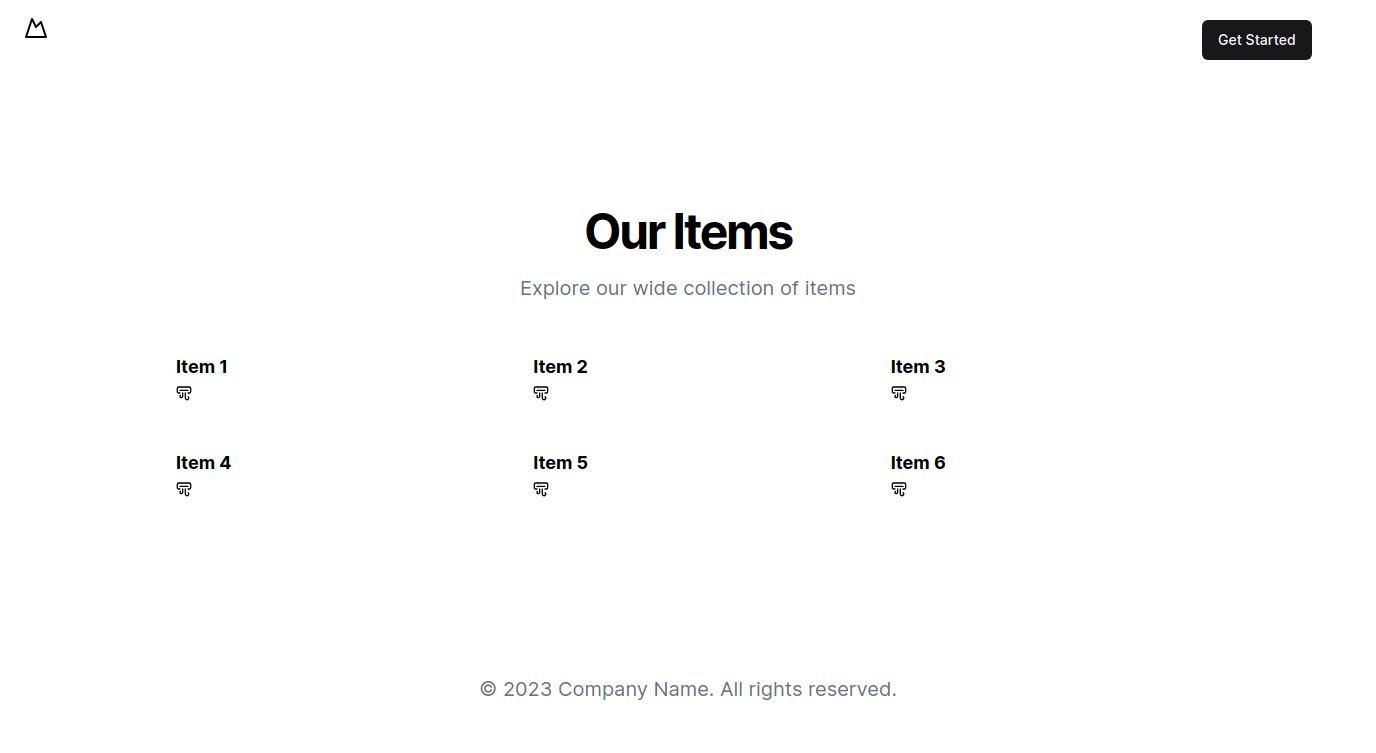 Get Started
Our Items
Explore our wide collection of items
Item 1
Item 2
Item 3
Item 4
Item 5
Item 6
© 2023 Company Name. All rights reserved.